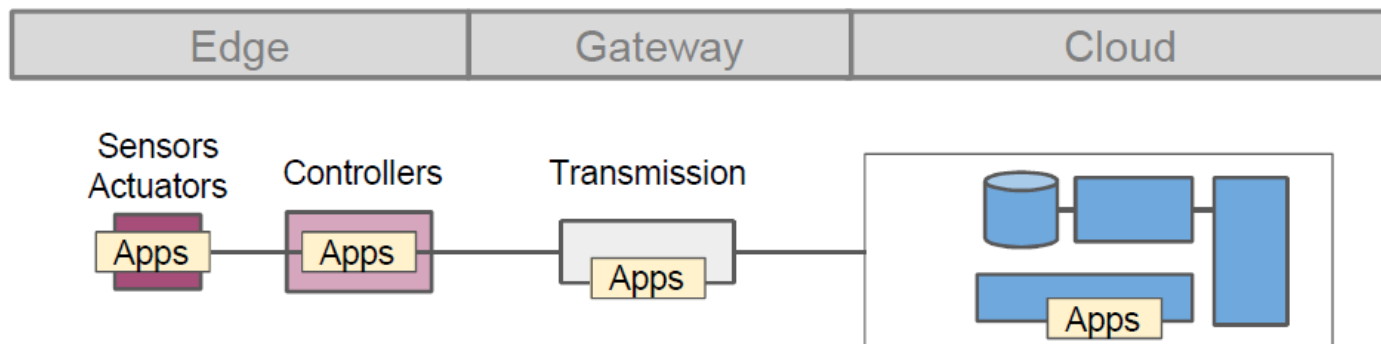 Edge
Gateway
Cloud
Sensors
Actuators
Controllers
Transmission
Apps
Apps
Apps
Apps